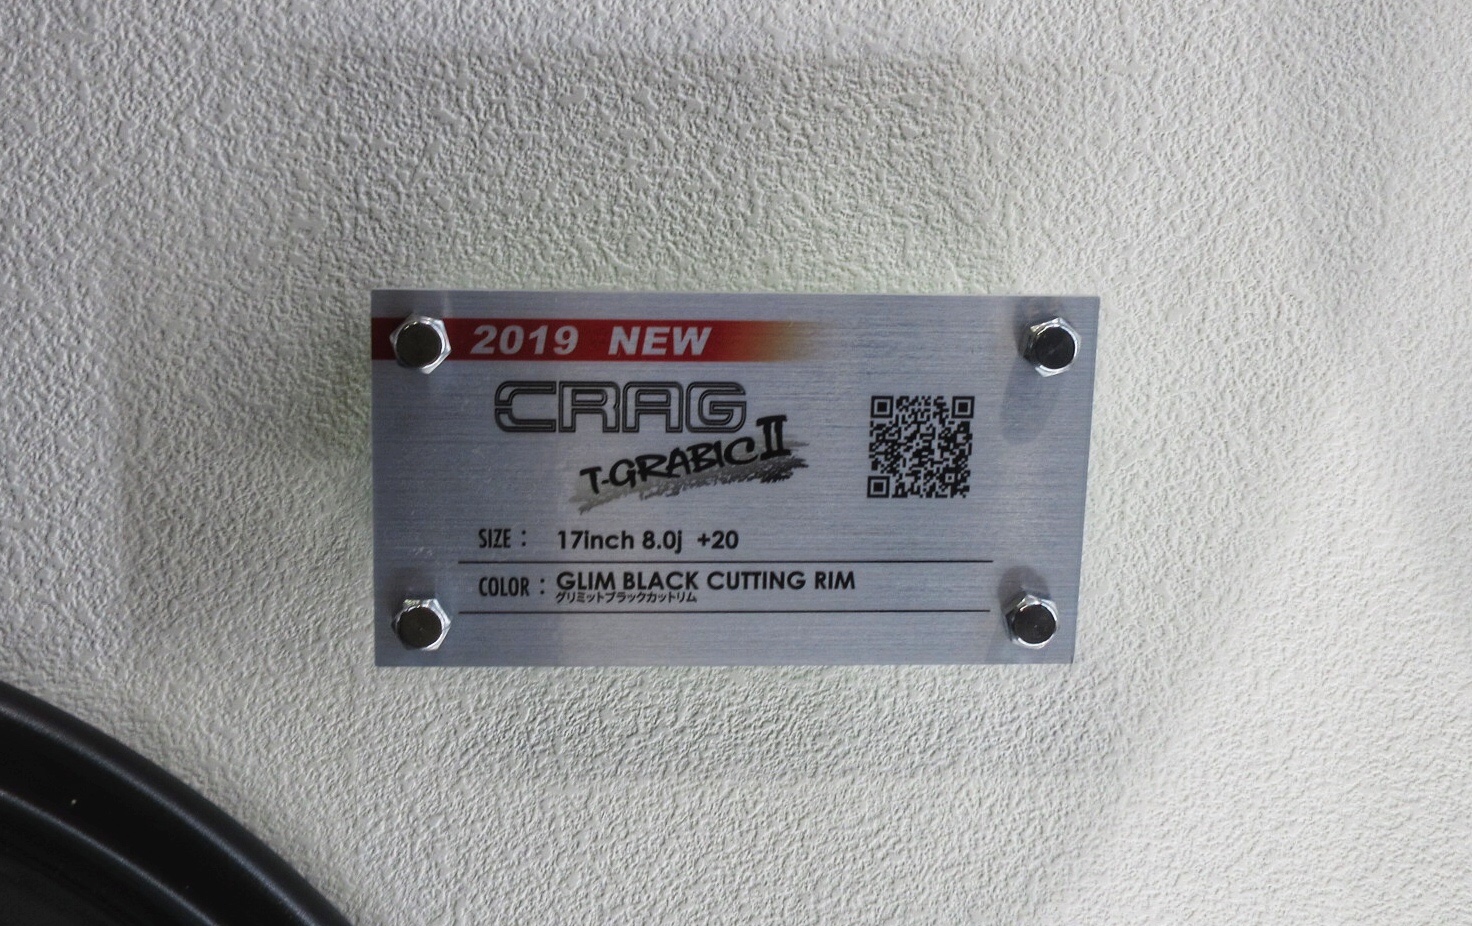 2019 NEW
CRAG
T-GRABIC II
SIZE : 17inch 8.0j +20
COLOR : GLIM BLACK CUTTING RIM
グリミットブラックカットリム